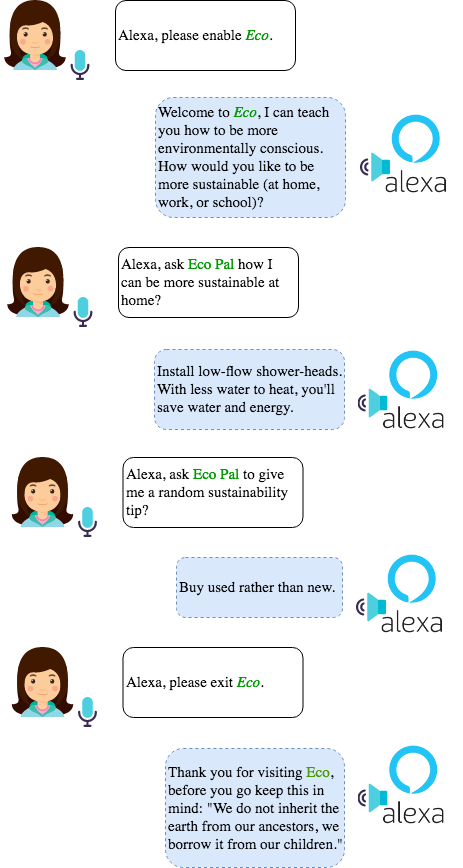 Alexa, please enable Eco.
Welcome to Eco, I can teach
you how to be more
environmentally conscious.
How would you like to be
more sustainable (at home,
work, or school)?
alexa
Alexa, ask Eco Pal how I
can be more sustainable at
home?
Install low-flow shower-heads.
With less water to heat, you'll
save water and energy.
alexa
Alexa, ask Eco Pal to give
me a random sustainability
tip?
Buy used rather than new.
alexa
Alexa, please exit Eco.
Thank you for visiting Eco,
before you go keep this in
mind: "We do not inherit the
earth from our ancestors, we
borrow it from our children."
alexa